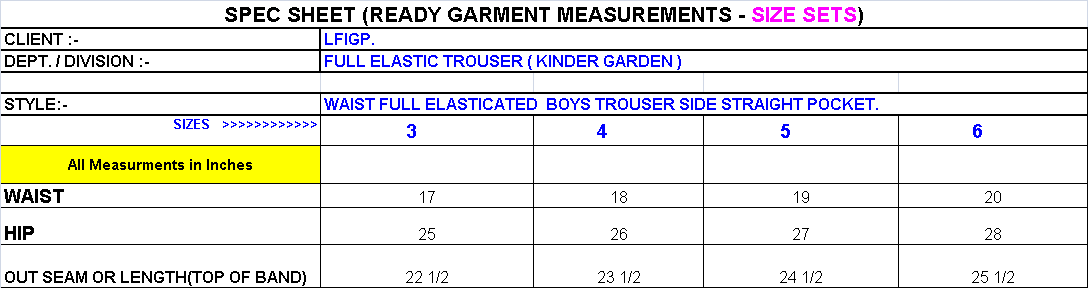 SPEC SHEET (READY GARMENT MEASUREMENTS - SIZE SETS)
CLIENT :- LFIGP.
DEPT. / DIVISION :- FULL ELASTIC TROUSER ( KINDER GARDEN )
STYLE:- WAIST FULL ELASTICATED BOYS TROUSER SIDE STRAIGHT POCKET.
SIZES >>>>>>>>>>>> 3 4 5 6
All Measurments in Inches
WAIST 17 18 19 20
HIP 25 26 27 28
OUT SEAM OR LENGTH(TOP OF BAND) 22 1/2 23 1/2 24 1/2 25 1/2